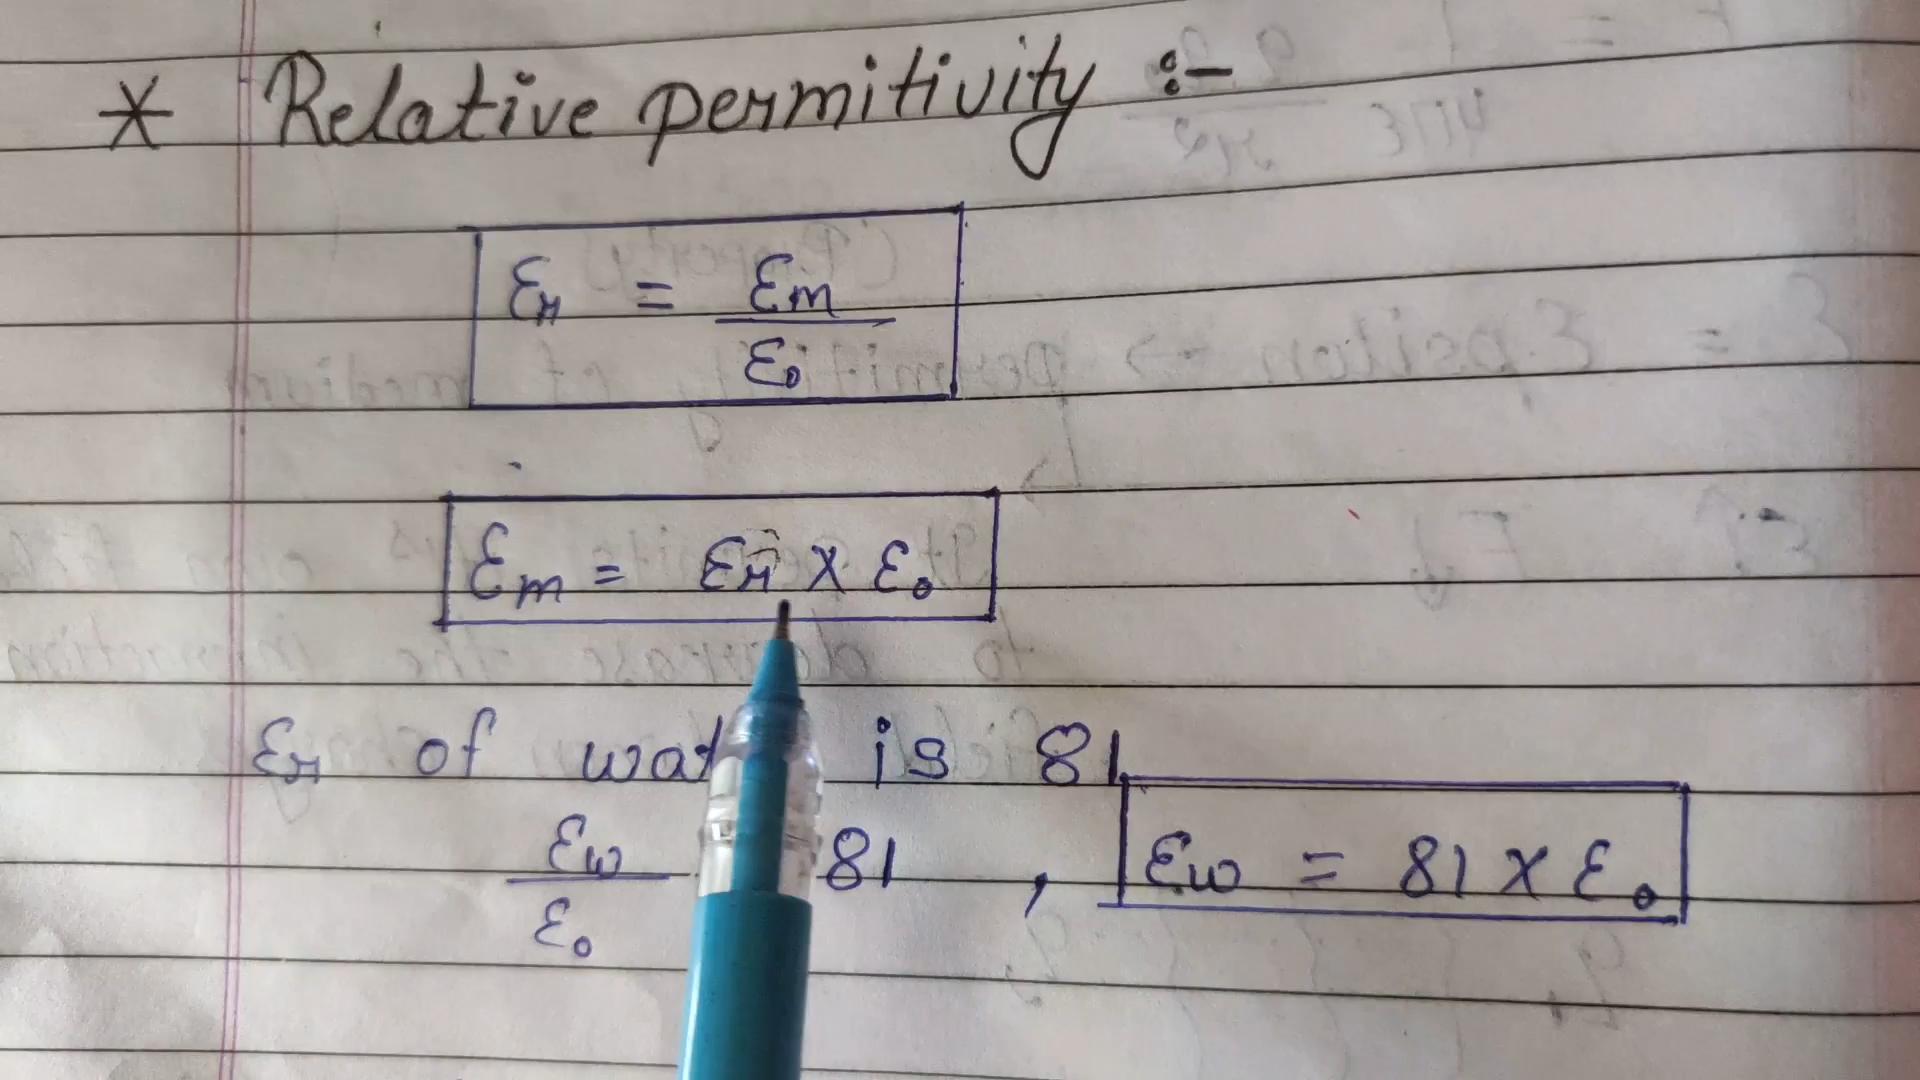 * Relative permitivity :-
εr = εm / ε0
εm = εr x ε0
εr of wat is 81
εw / ε0 81 , εw = 81 x ε0